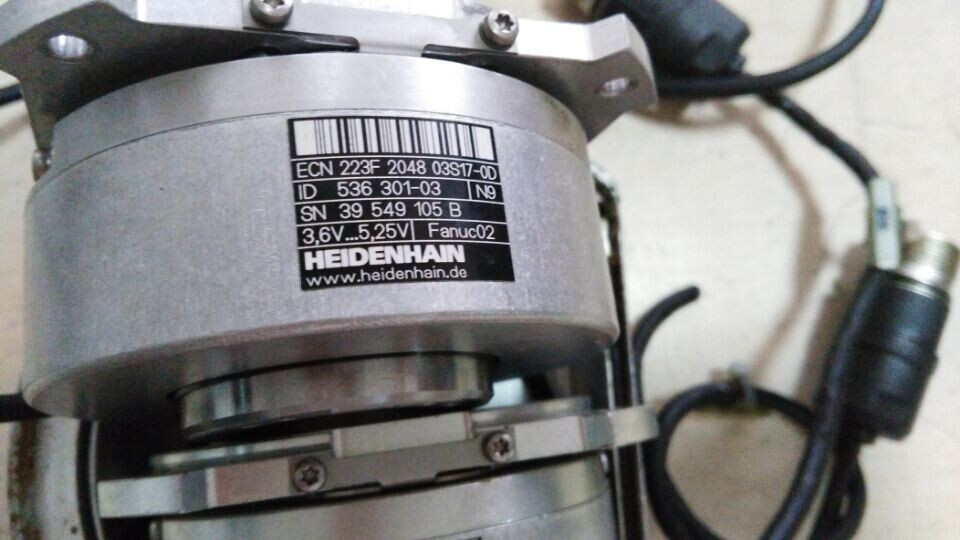 ECN 223F 2048 03S17-0D
ID 536 301-03 N9
SN 39 549 105 B
3,6V...5,25V Fanuc02
HEIDENHAIN
www.heidenhain.de